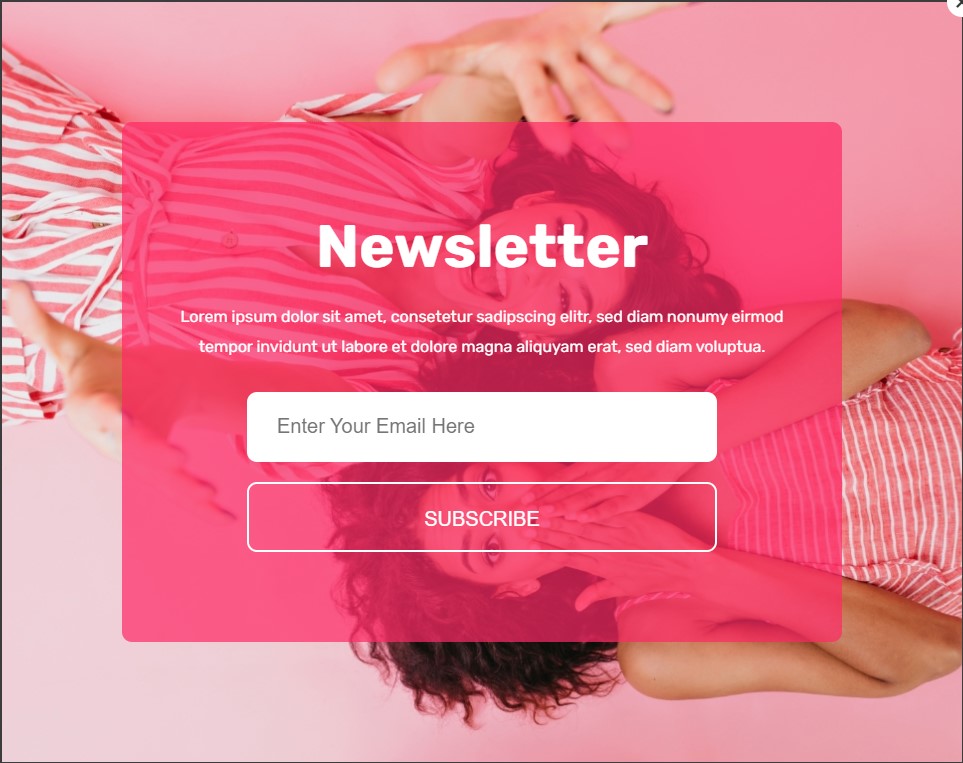 Newsletter
Lorem ipsum dolor sit amet, consetetur sadipscing elitr, sed diam nonumy eirmod
tempor invidunt ut labore et dolore magna aliquyam erat, sed diam voluptua.
Enter Your Email Here
SUBSCRIBE